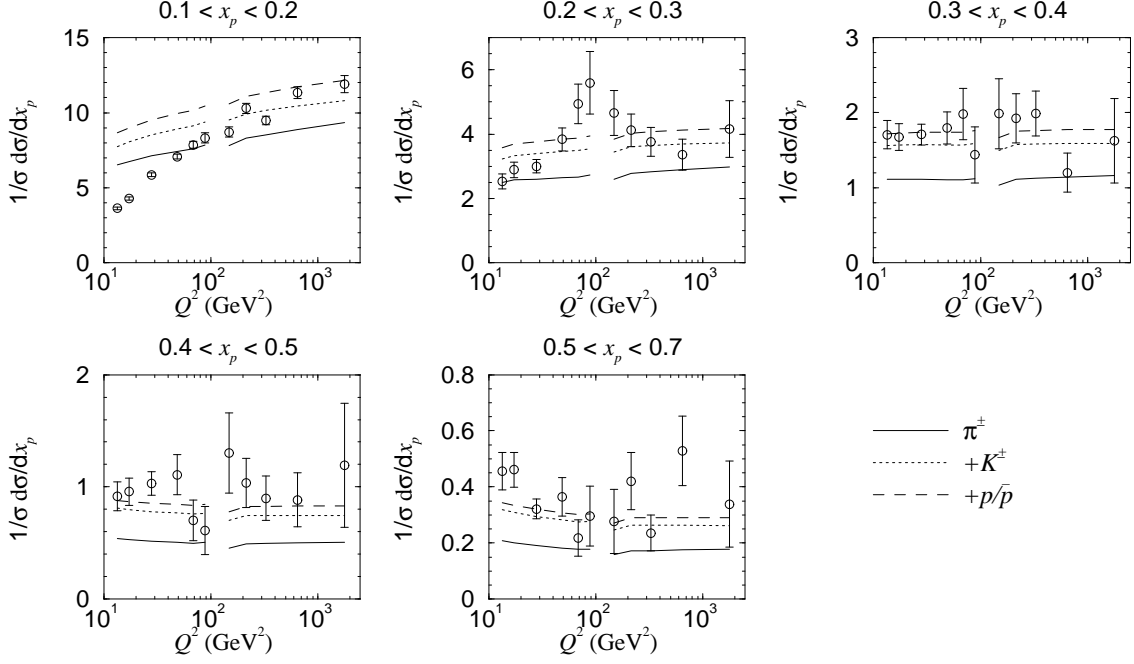 0.1 < x_p < 0.2
15
10
5
0
1/σ dσ/dx_p
10^1 10^2 10^3
Q^2 (GeV^2)
0.2 < x_p < 0.3
6
4
2
0
1/σ dσ/dx_p
10^1 10^2 10^3
Q^2 (GeV^2)
0.3 < x_p < 0.4
3
2
1
0
1/σ dσ/dx_p
10^1 10^2 10^3
Q^2 (GeV^2)
0.4 < x_p < 0.5
2
1
0
1/σ dσ/dx_p
10^1 10^2 10^3
Q^2 (GeV^2)
0.5 < x_p < 0.7
0.8
0.6
0.4
0.2
0
1/σ dσ/dx_p
10^1 10^2 10^3
Q^2 (GeV^2)
π^±
+K^±
+p/p̄